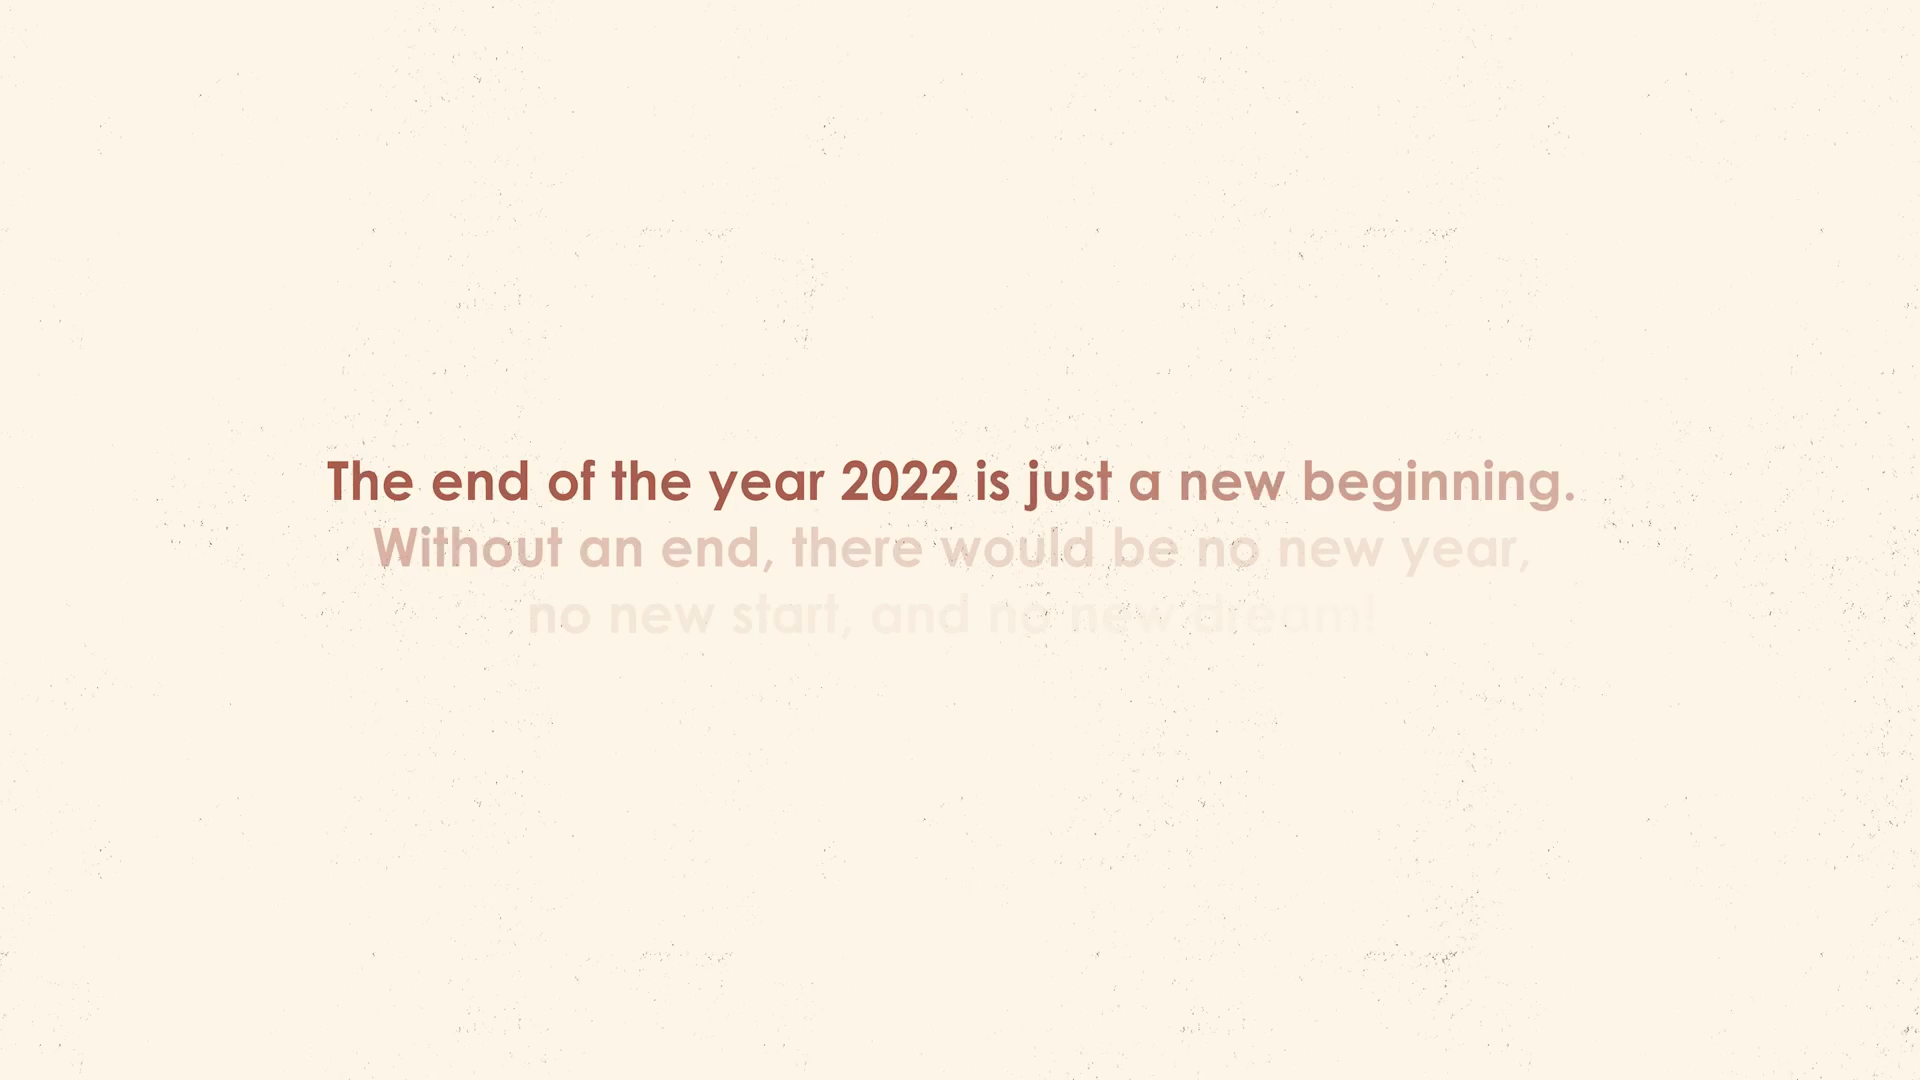 The end of the year 2022 is just a new beginning.
Without an end, there would be no new year,
no new start, and no new dream!